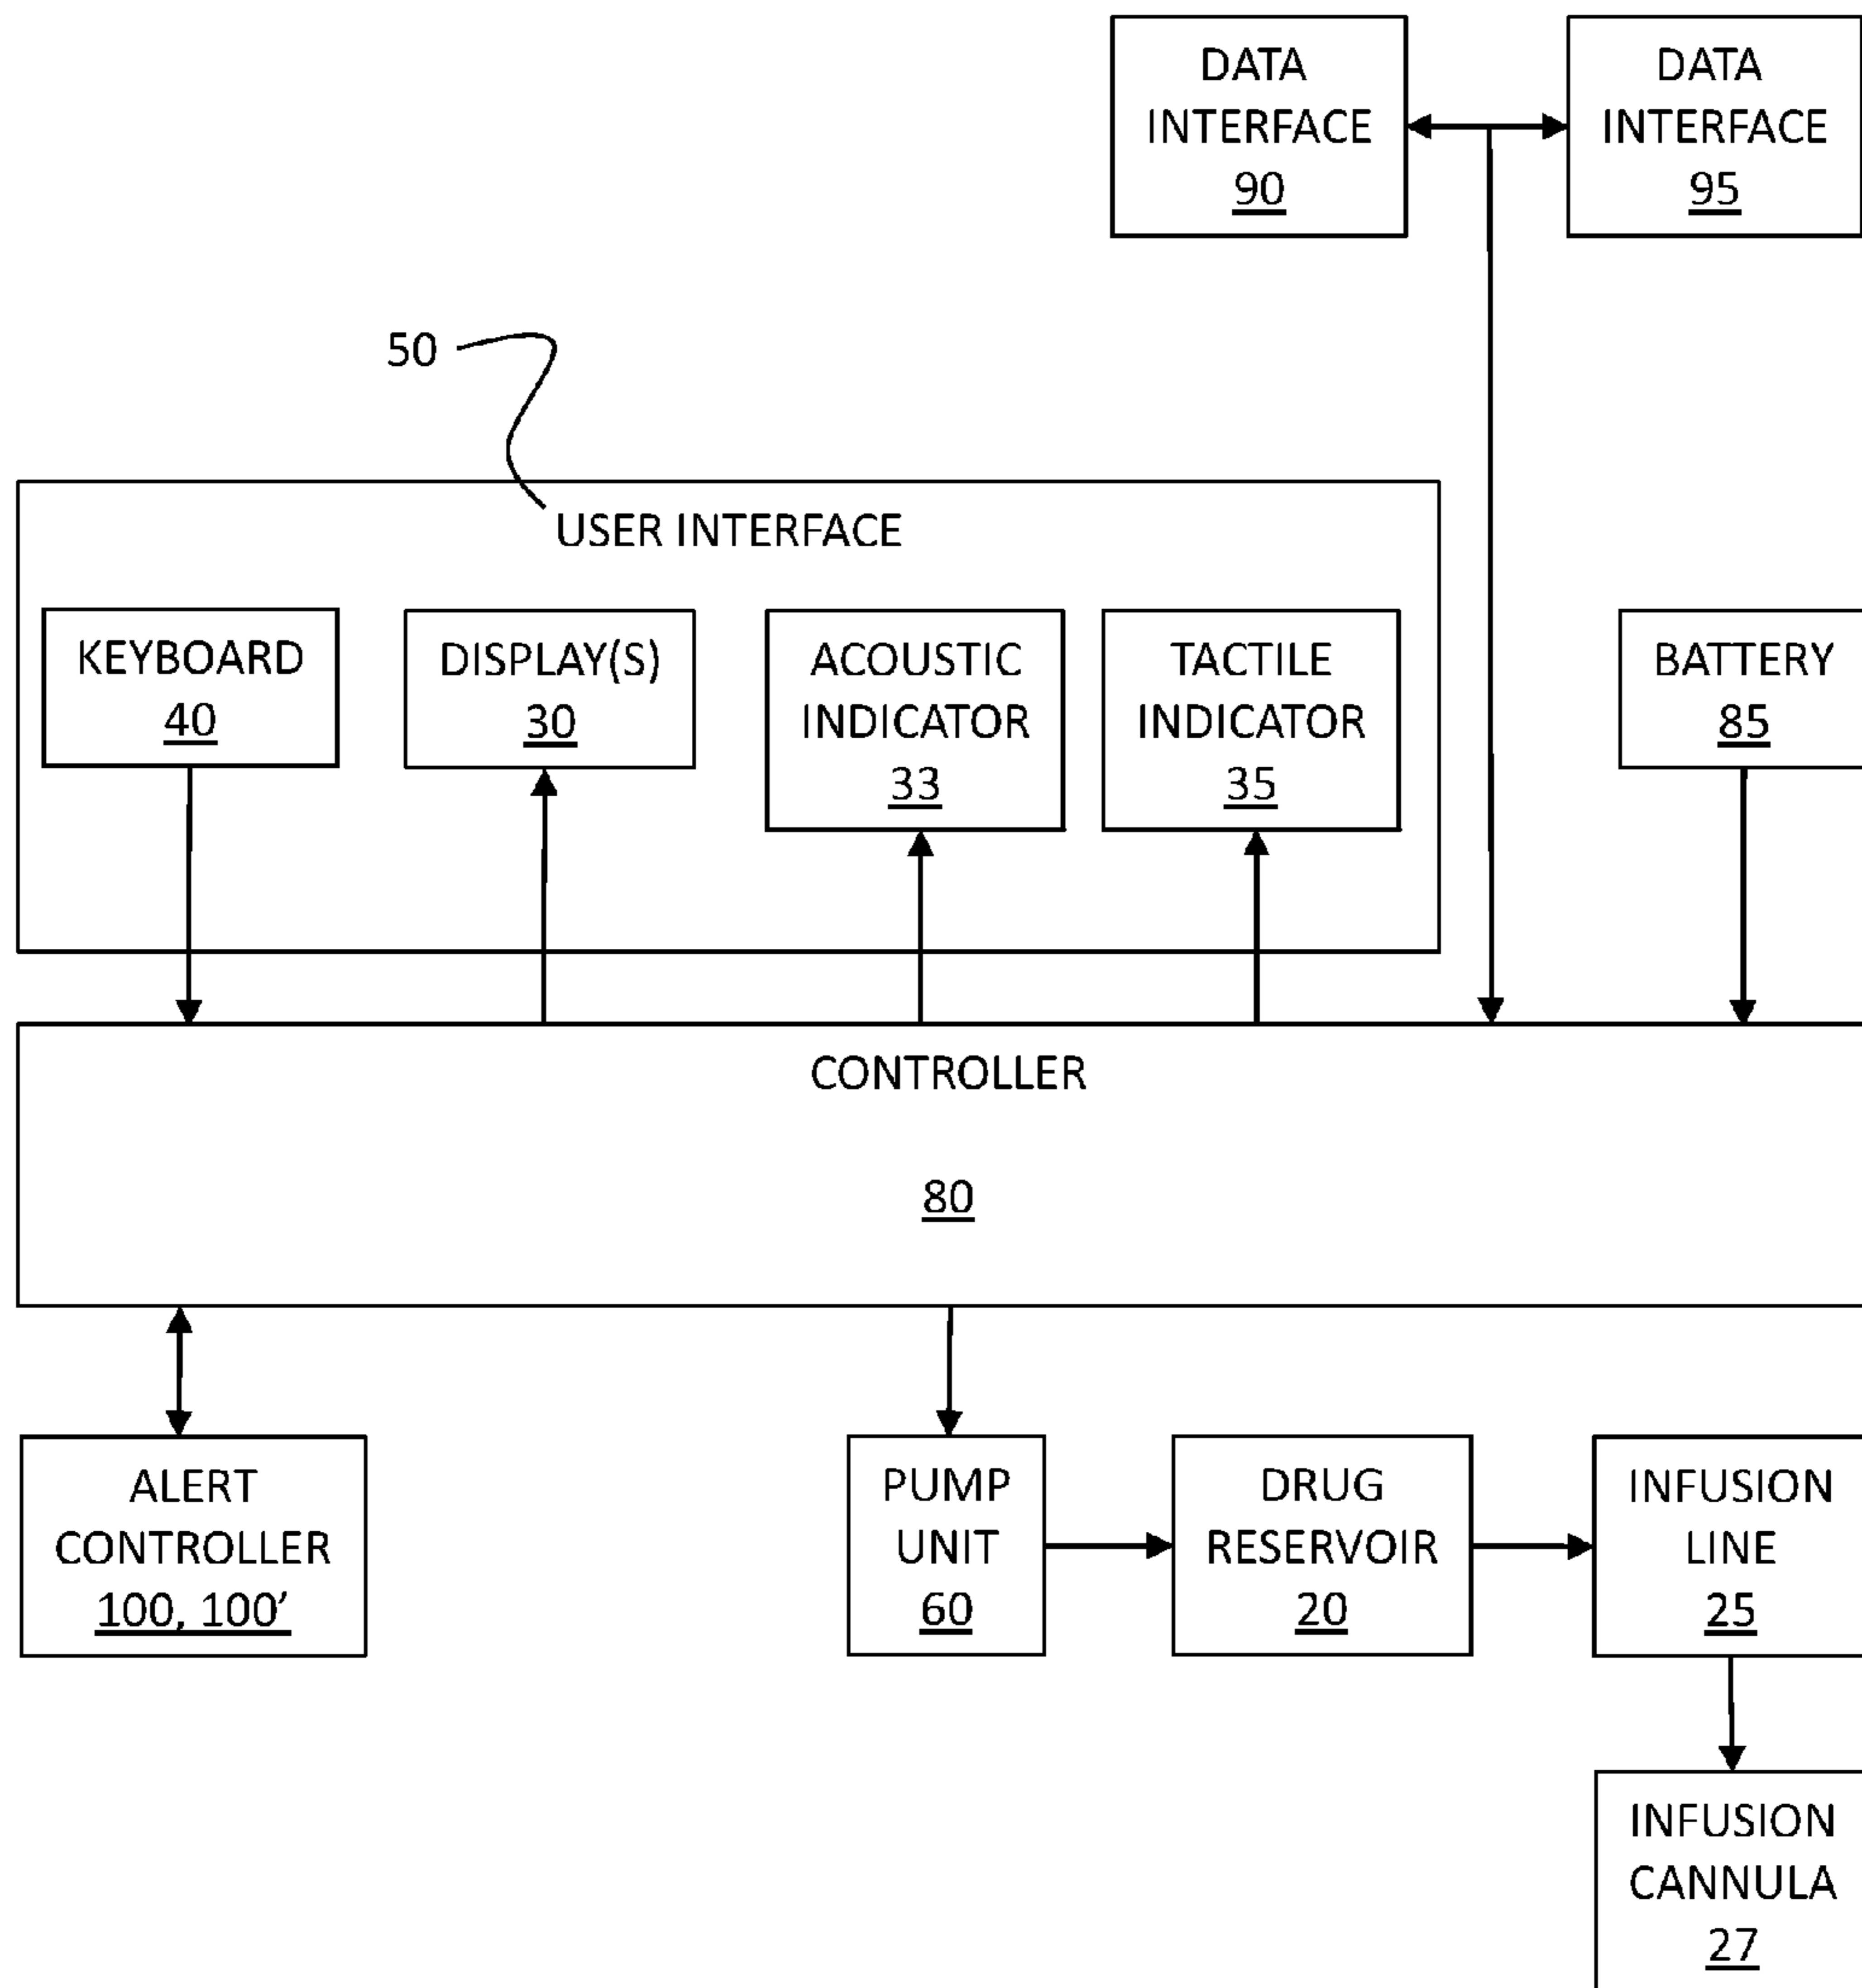 DATA
INTERFACE
90
DATA
INTERFACE
95
50
USER INTERFACE
KEYBOARD
40
DISPLAY(S)
30
ACOUSTIC
INDICATOR
33
TACTILE
INDICATOR
35
BATTERY
85
CONTROLLER
80
ALERT
CONTROLLER
100, 100’
PUMP
UNIT
60
DRUG
RESERVOIR
20
INFUSION
LINE
25
INFUSION
CANNULA
27